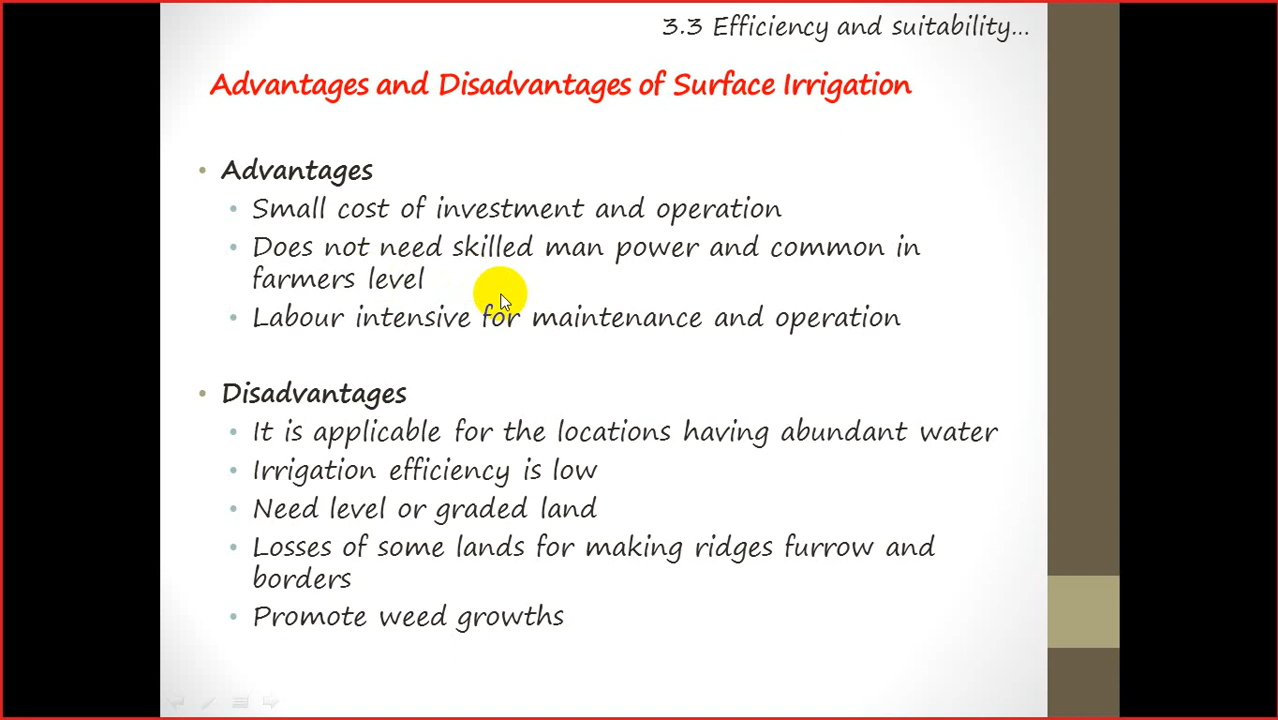 3.3 Efficiency and suitability...
Advantages and Disadvantages of Surface Irrigation
• Advantages
• Small cost of investment and operation
• Does not need skilled man power and common in
farmers level
• Labour intensive for maintenance and operation
• Disadvantages
• It is applicable for the locations having abundant water
• Irrigation efficiency is low
• Need level or graded land
• Losses of some lands for making ridges furrow and
borders
• Promote weed growths